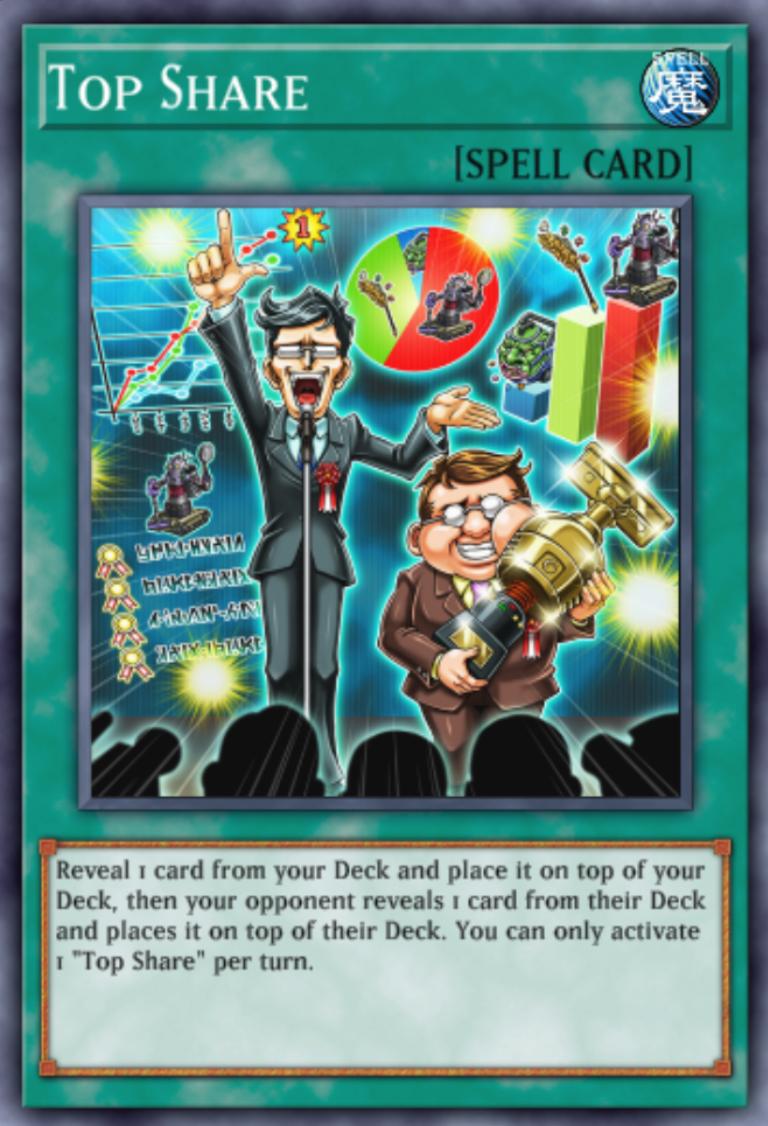 Top Share
SPELL
魔
[SPELL CARD]
1
Reveal 1 card from your Deck and place it on top of your
Deck, then your opponent reveals 1 card from their Deck
and places it on top of their Deck. You can only activate
1 "Top Share" per turn.